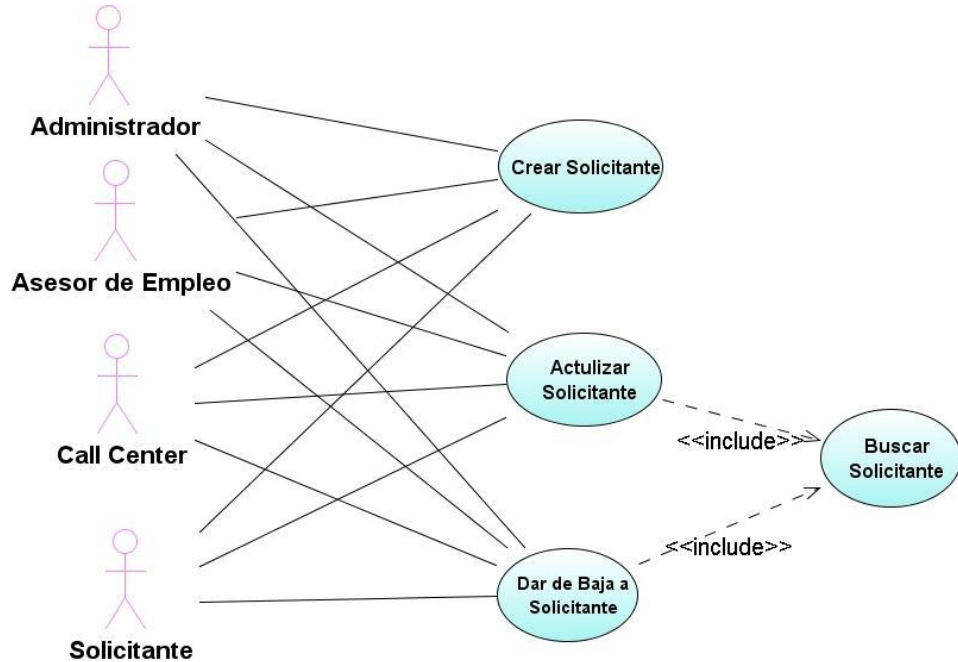 Administrador
Crear Solicitante
Asesor de Empleo
Actulizar
Solicitante
Call Center
<<include>>
Buscar
Solicitante
<<include>>
Dar de Baja a
Solicitante
Solicitante